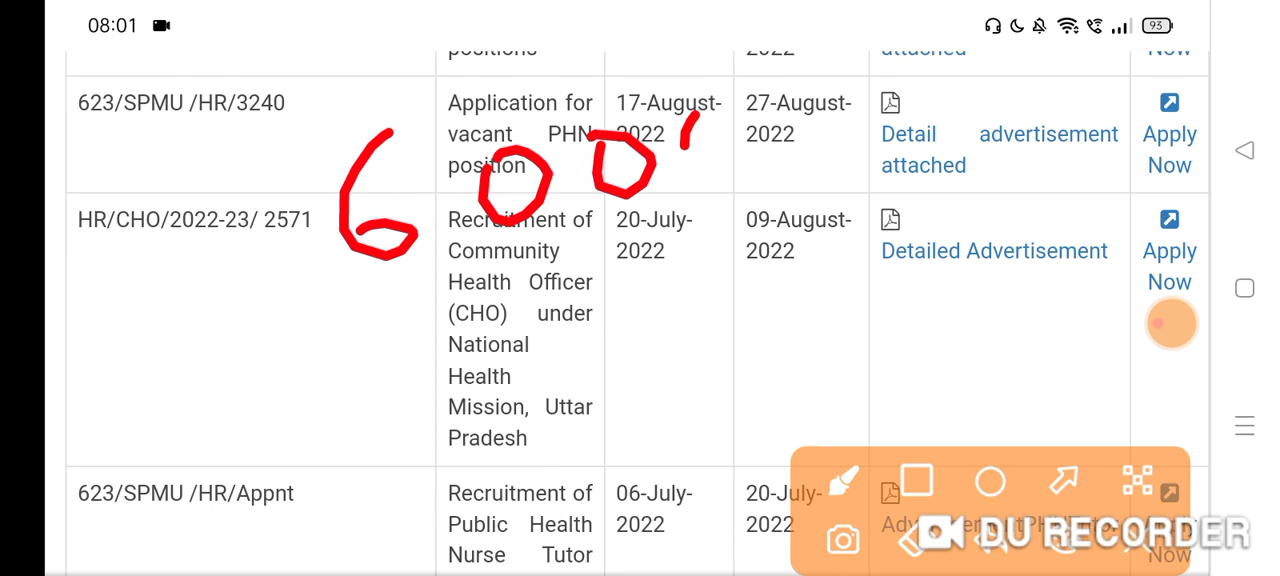 08:01
93
positions 2022 attached Now
623/SPMU /HR/3240 Application for 17-August- 27-August-
vacant PHN 2022 2022 Detail advertisement Apply
position attached Now
600'
HR/CHO/2022-23/ 2571 Recruitment of 20-July- 09-August-
Community 2022 2022 Detailed Advertisement Apply
Health Officer Now
(CHO) under
National
Health
Mission, Uttar
Pradesh
623/SPMU /HR/Appnt Recruitment of 06-July- 20-July-
Public Health 2022 2022
Nurse Tutor Now
DU RECORDER